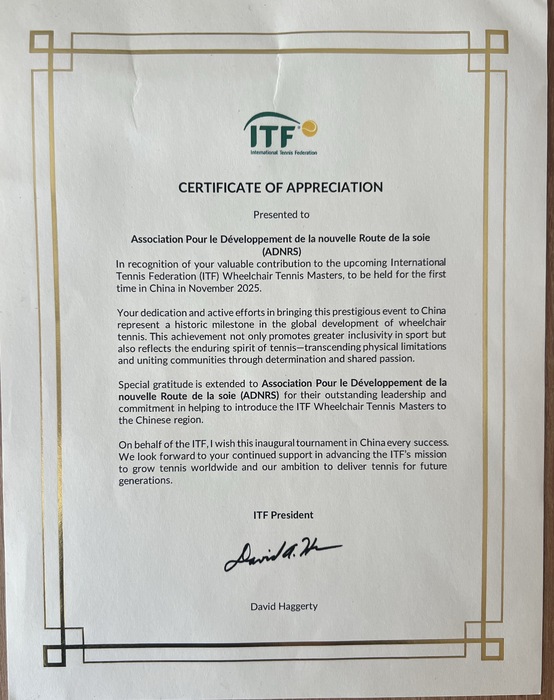 ITF
International Tennis Federation
CERTIFICATE OF APPRECIATION
Presented to
Association Pour le Développement de la nouvelle Route de la soie
(ADNRS)
In recognition of your valuable contribution to the upcoming International
Tennis Federation (ITF) Wheelchair Tennis Masters, to be held for the first
time in China in November 2025.
Your dedication and active efforts in bringing this prestigious event to China
represent a historic milestone in the global development of wheelchair
tennis. This achievement not only promotes greater inclusivity in sport but
also reflects the enduring spirit of tennis—transcending physical limitations
and uniting communities through determination and shared passion.
Special gratitude is extended to Association Pour le Développement de la
nouvelle Route de la soie (ADNRS) for their outstanding leadership and
commitment in helping to introduce the ITF Wheelchair Tennis Masters to
the Chinese region.
On behalf of the ITF, I wish this inaugural tournament in China every success.
We look forward to your continued support in advancing the ITF's mission
to grow tennis worldwide and our ambition to deliver tennis for future
generations.
ITF President
David A. H
David Haggerty